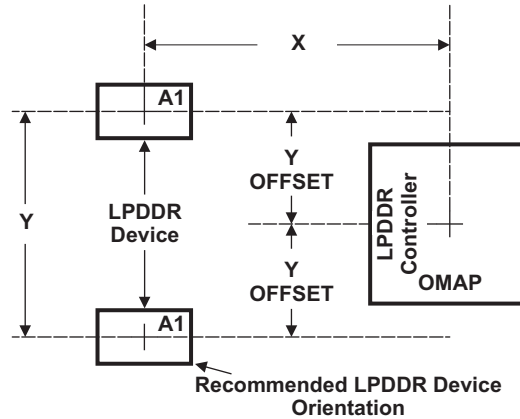 X
A1
Y
OFFSET
Y
LPDDR
Device
LPDDR
Controller
OMAP
Y
OFFSET
A1
Recommended LPDDR Device
Orientation